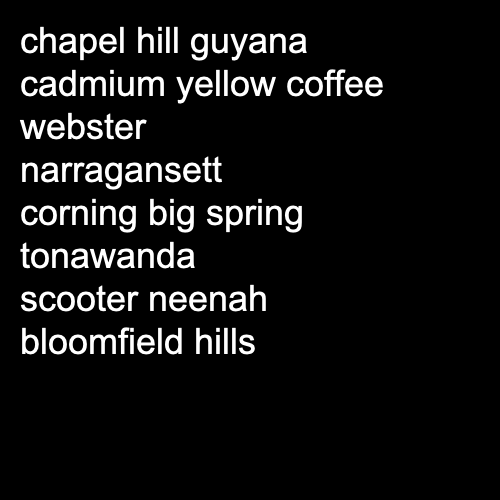 chapel hill guyana
cadmium yellow coffee
webster
narragansett
corning big spring
tonawanda
scooter neenah
bloomfield hills